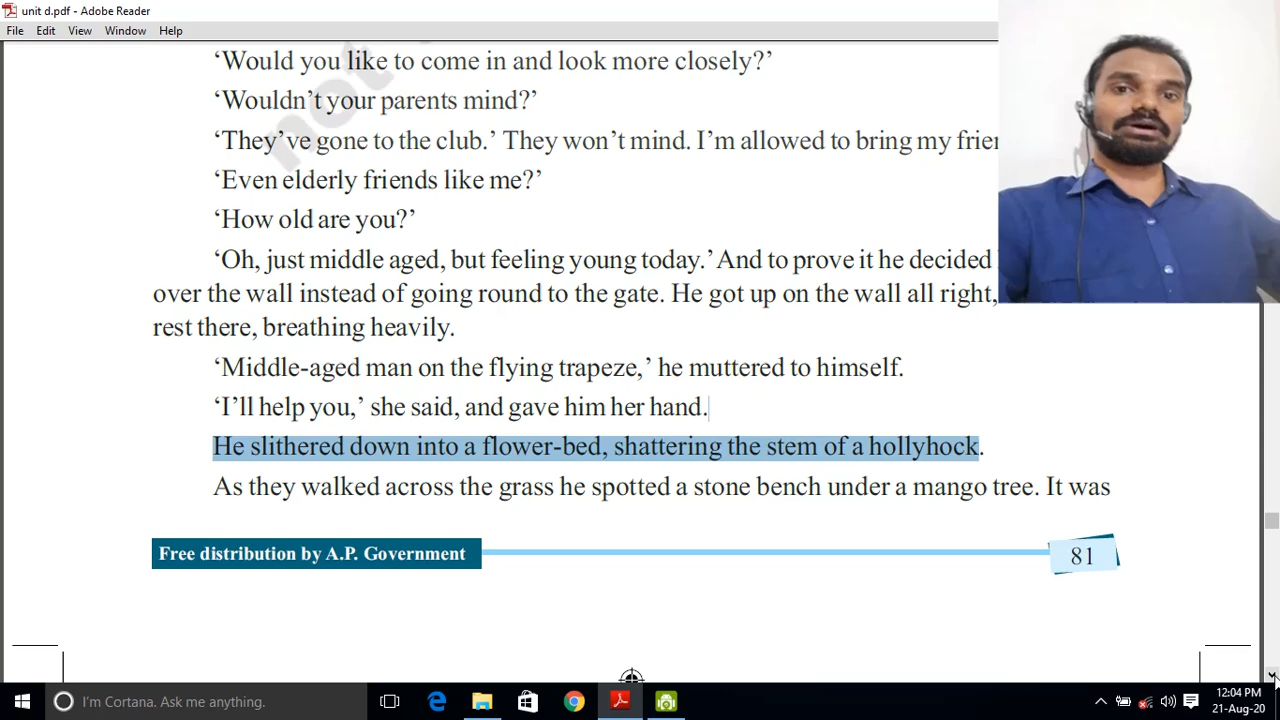 unit d.pdf - Adobe Reader
File Edit View Window Help
‘Would you like to come in and look more closely?’
not
‘Wouldn’t your parents mind?’
‘They’ve gone to the club.’ They won’t mind. I’m allowed to bring my frien
‘Even elderly friends like me?’
‘How old are you?’
‘Oh, just middle aged, but feeling young today.’ And to prove it he decided
over the wall instead of going round to the gate. He got up on the wall all right,
rest there, breathing heavily.
‘Middle-aged man on the flying trapeze,’ he muttered to himself.
‘I’ll help you,’ she said, and gave him her hand.
He slithered down into a flower-bed, shattering the stem of a hollyhock.
As they walked across the grass he spotted a stone bench under a mango tree. It was
Free distribution by A.P. Government 81
I’m Cortana. Ask me anything.
12:04 PM
21-Aug-20